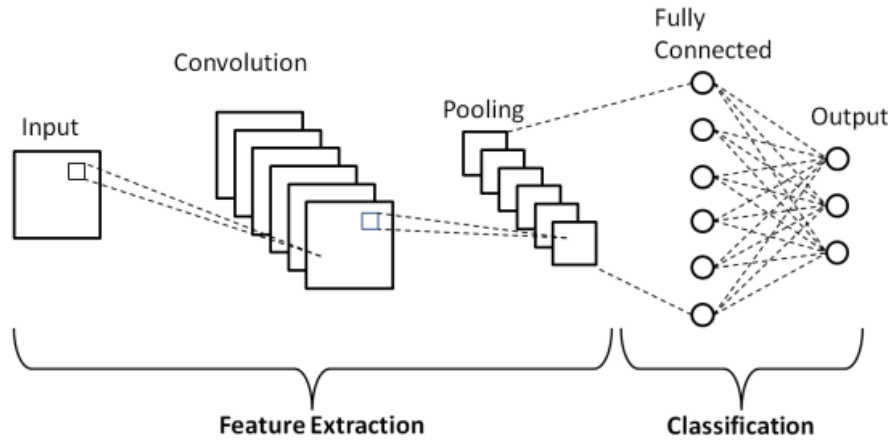 Input
Convolution
Pooling
Fully
Connected
Output
Feature Extraction
Classification